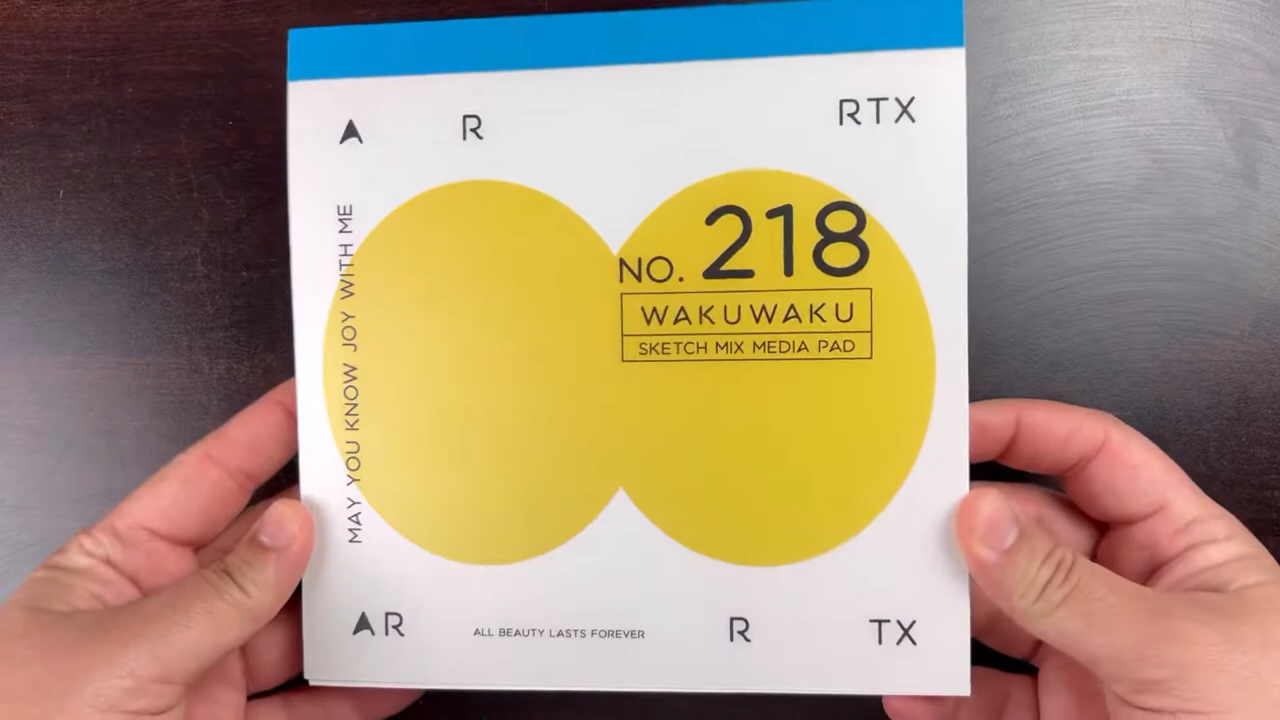 A R RTX
MAY YOU KNOW JOY WITH ME
NO. 218
WAKUWAKU
SKETCH MIX MEDIA PAD
AR ALL BEAUTY LASTS FOREVER R TX